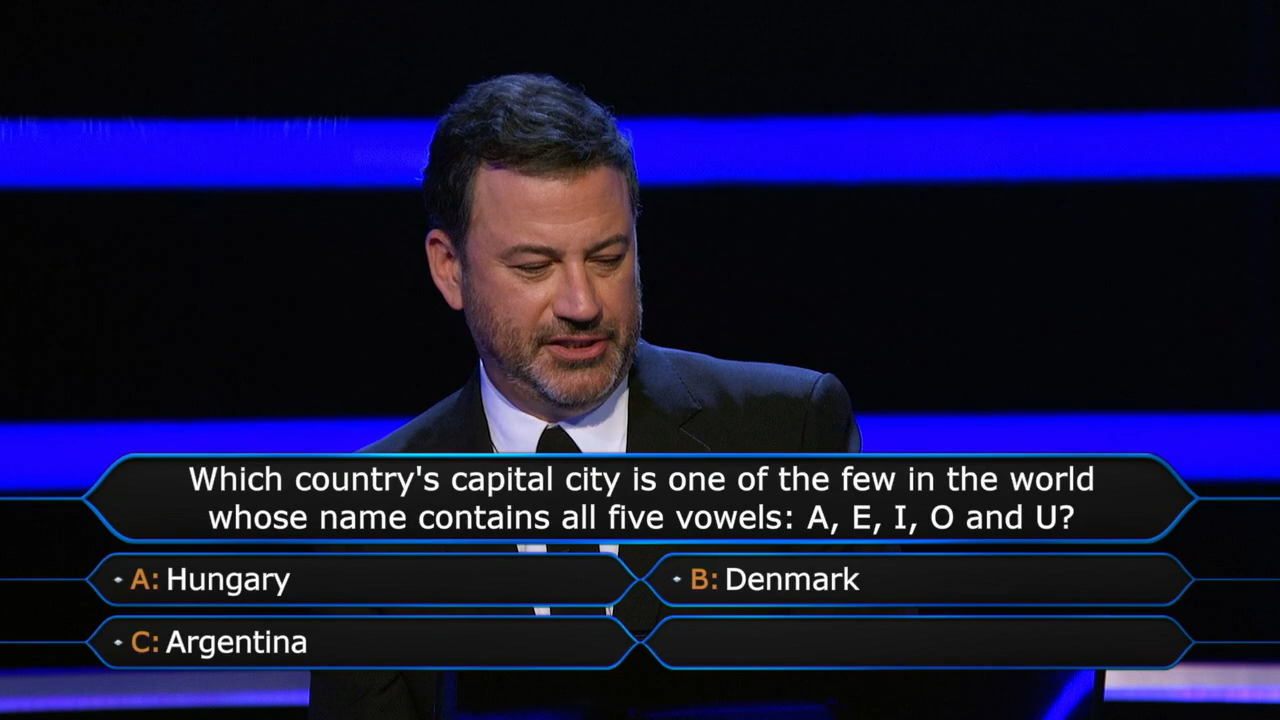 Which country's capital city is one of the few in the world
whose name contains all five vowels: A, E, I, O and U?
A: Hungary
B: Denmark
C: Argentina